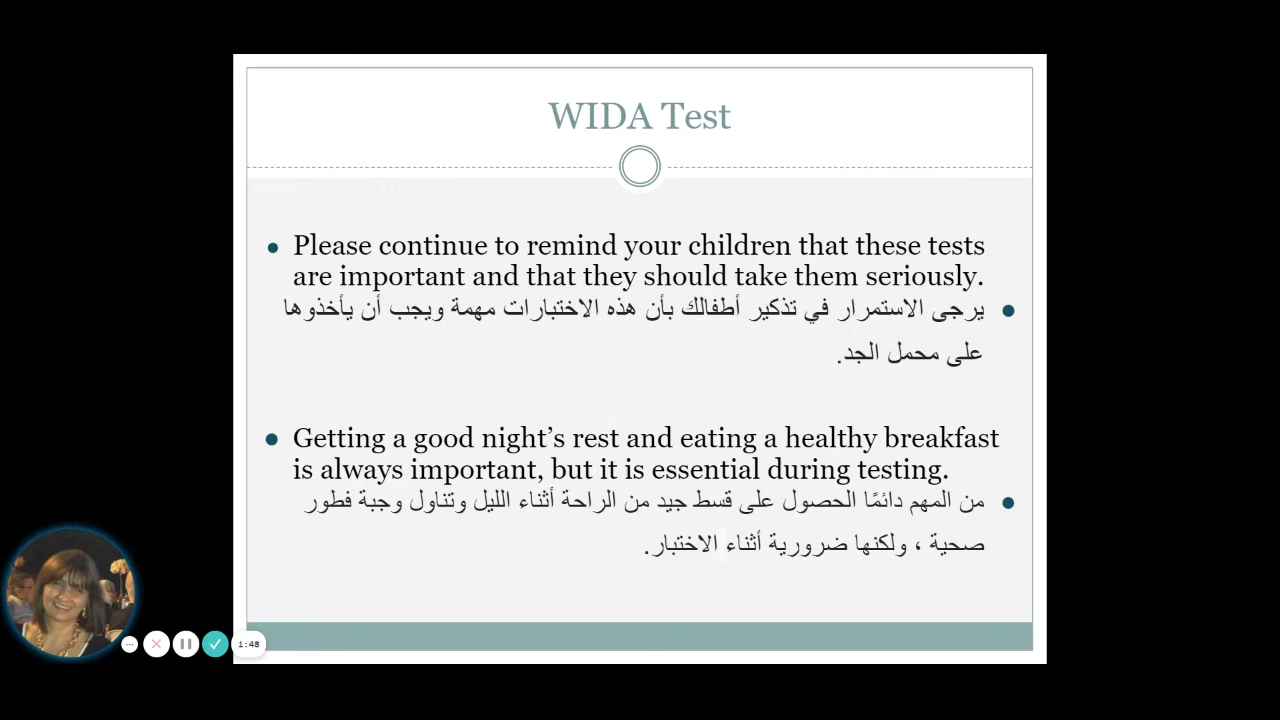 WIDA Test
Please continue to remind your children that these tests
are important and that they should take them seriously.
يرجى الاستمرار في تذكير أطفالك بأن هذه الاختبارات مهمة ويجب أن يأخذوها
على محمل الجد.
Getting a good night’s rest and eating a healthy breakfast
is always important, but it is essential during testing.
من المهم دائمًا الحصول على قسط جيد من الراحة أثناء الليل وتناول وجبة فطور
صحية ، ولكنها ضرورية أثناء الاختبار.
1:48